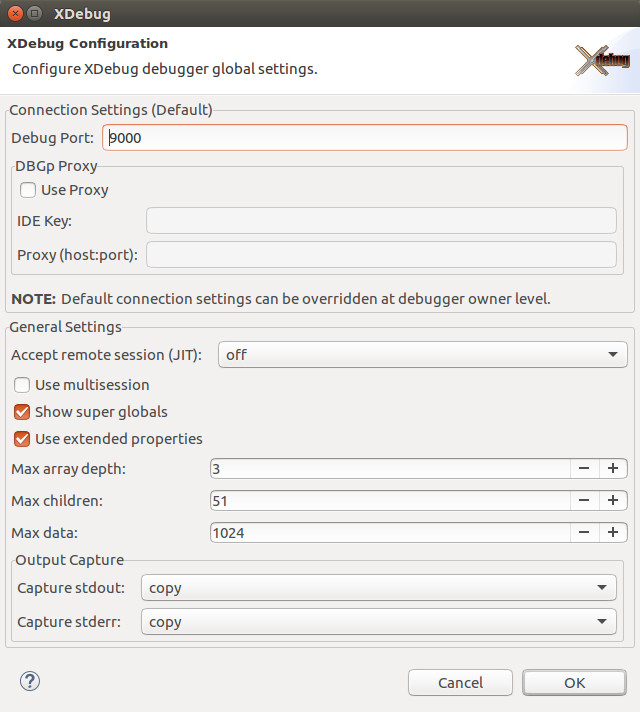 XDebug
XDebug Configuration
Configure XDebug debugger global settings.
Xdebug
Connection Settings (Default)
Debug Port: 9000
DBGp Proxy
Use Proxy
IDE Key:
Proxy (host:port):
NOTE: Default connection settings can be overridden at debugger owner level.
General Settings
Accept remote session (JIT): off
Use multisession
Show super globals
Use extended properties
Max array depth: 3 − +
Max children: 51 − +
Max data: 1024 − +
Output Capture
Capture stdout: copy
Capture stderr: copy
? Cancel OK